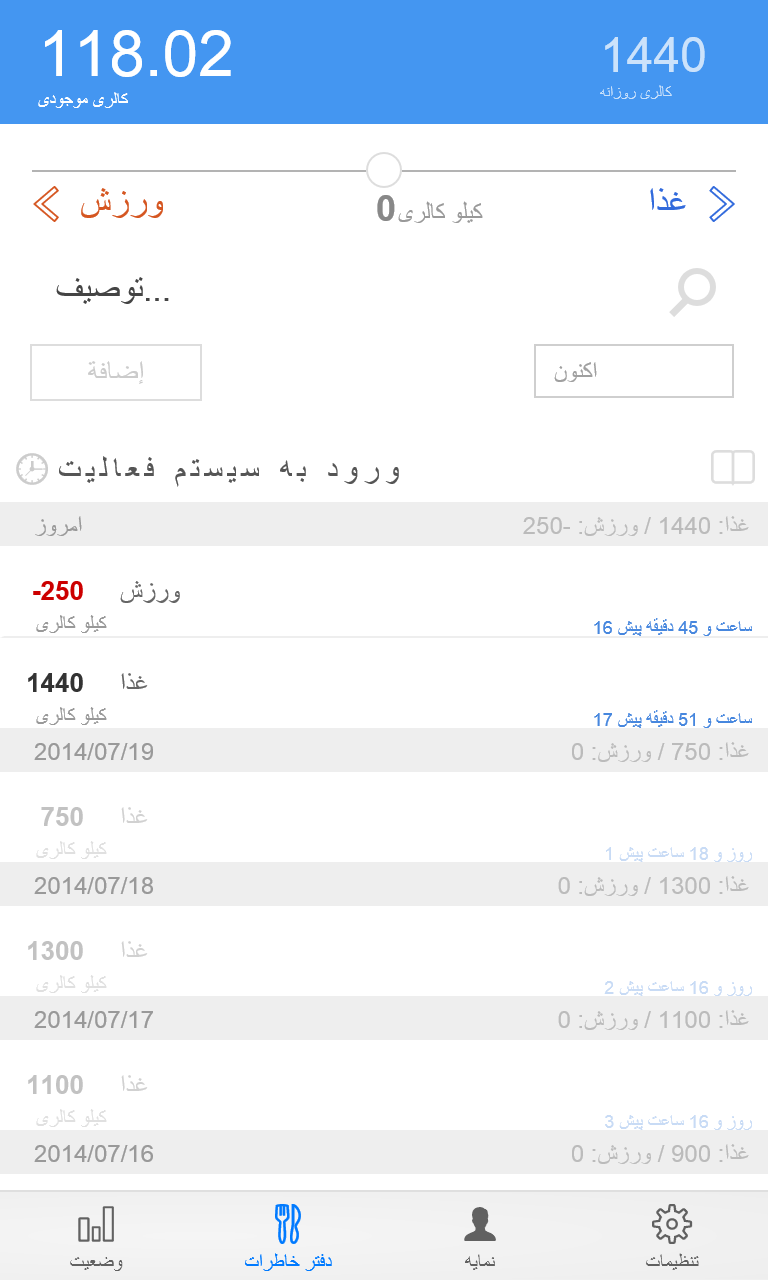 118.02
کالری موجودی
1440
کالری روزانه
ورزش
0 کیلو کالری
غذا
توصیف...
إضافة
اکنون
ورود به سیستم فعالیت
امروز
غذا: 1440 / ورزش: -250
-250 ورزش
کیلو کالری
16 ساعت و 45 دقیقه پیش
1440 غذا
کیلو کالری
17 ساعت و 51 دقیقه پیش
2014/07/19
غذا: 750 / ورزش: 0
750 غذا
کیلو کالری
1 روز و 18 ساعت پیش
2014/07/18
غذا: 1300 / ورزش: 0
1300 غذا
کیلو کالری
2 روز و 16 ساعت پیش
2014/07/17
غذا: 1100 / ورزش: 0
1100 غذا
کیلو کالری
3 روز و 16 ساعت پیش
2014/07/16
غذا: 900 / ورزش: 0
وضعیت
دفتر خاطرات
نمایه
تنظیمات